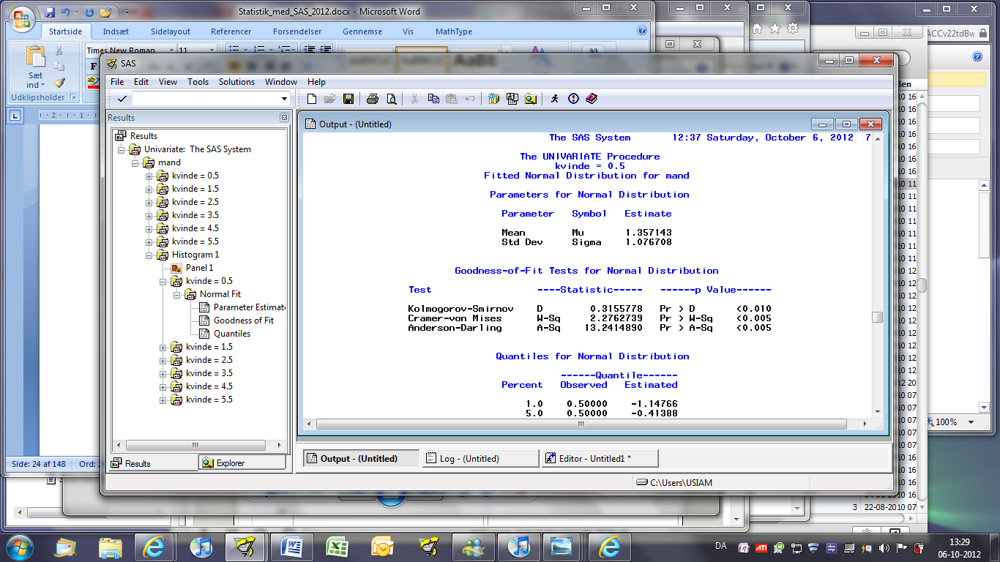 Statistik_med_SAS_2012.docx - Microsoft Word
Startside Indsæt Sidelayout Referencer Forsendelser Gennemse Vis MathType
Times New Roman 11
Sæt
ind
Udklipsholder
F
ab
L
2 1
ACCv22tdBw
SAS
File Edit View Tools Solutions Window Help
Results
Results
Univariate: The SAS System
mand
kvinde = 0.5
kvinde = 1.5
kvinde = 2.5
kvinde = 3.5
kvinde = 4.5
kvinde = 5.5
Histogram 1
Panel 1
kvinde = 0.5
Normal Fit
Parameter Estimate
Goodness of Fit
Quantiles
kvinde = 1.5
kvinde = 2.5
kvinde = 3.5
kvinde = 4.5
kvinde = 5.5
Results Explorer
Output - (Untitled)
The SAS System 12:37 Saturday, October 6, 2012 7
The UNIVARIATE Procedure
kvinde = 0.5
Fitted Normal Distribution for mand
Parameters for Normal Distribution
Parameter Symbol Estimate
Mean Mu 1.357143
Std Dev Sigma 1.076708
Goodness-of-Fit Tests for Normal Distribution
Test ----Statistic----- ------p Value------
Kolmogorov-Smirnov D 0.3155778 Pr > D <0.010
Cramer-von Mises W-Sq 2.2762739 Pr > W-Sq <0.005
Anderson-Darling A-Sq 13.2414890 Pr > A-Sq <0.005
Quantiles for Normal Distribution
------Quantile------
Percent Observed Estimated
1.0 0.50000 -1.14766
5.0 0.50000 -0.41388
Output - (Untitled) Log - (Untitled) Editor - Untitled1 *
C:\Users\USIAM
Side: 24 af 148 Ord: 2
100%
3 22-08-2010 07
DA
13:29
06-10-2012